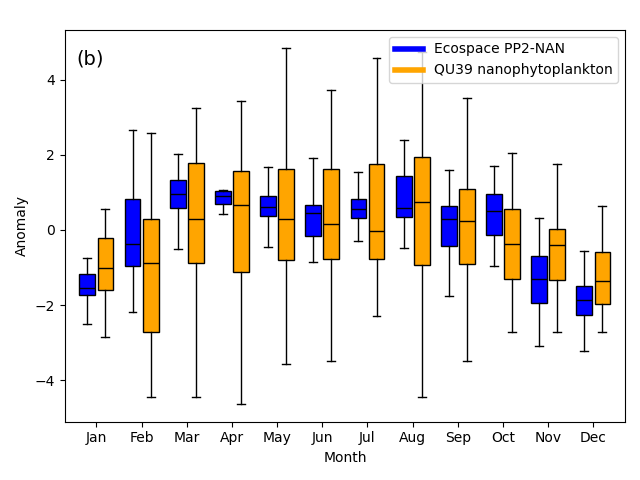 (b)
Ecospace PP2-NAN
QU39 nanophytoplankton
Anomaly
4
2
0
−2
−4
Jan Feb Mar Apr May Jun Jul Aug Sep Oct Nov Dec
Month